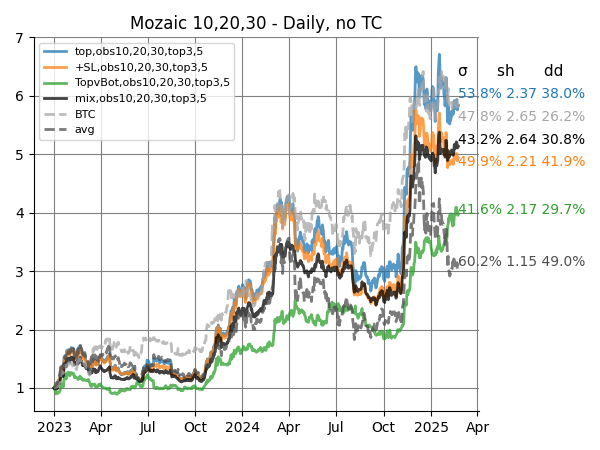 Mozaic 10,20,30 - Daily, no TC
7
6
5
4
3
2
1
top,obs10,20,30,top3,5
+SL,obs10,20,30,top3,5
TopvBot,obs10,20,30,top3,5
mix,obs10,20,30,top3,5
BTC
avg
σ sh dd
53.8% 2.37 38.0%
47.8% 2.65 26.2%
43.2% 2.64 30.8%
49.9% 2.21 41.9%
41.6% 2.17 29.7%
60.2% 1.15 49.0%
2023 Apr Jul Oct 2024 Apr Jul Oct 2025 Apr